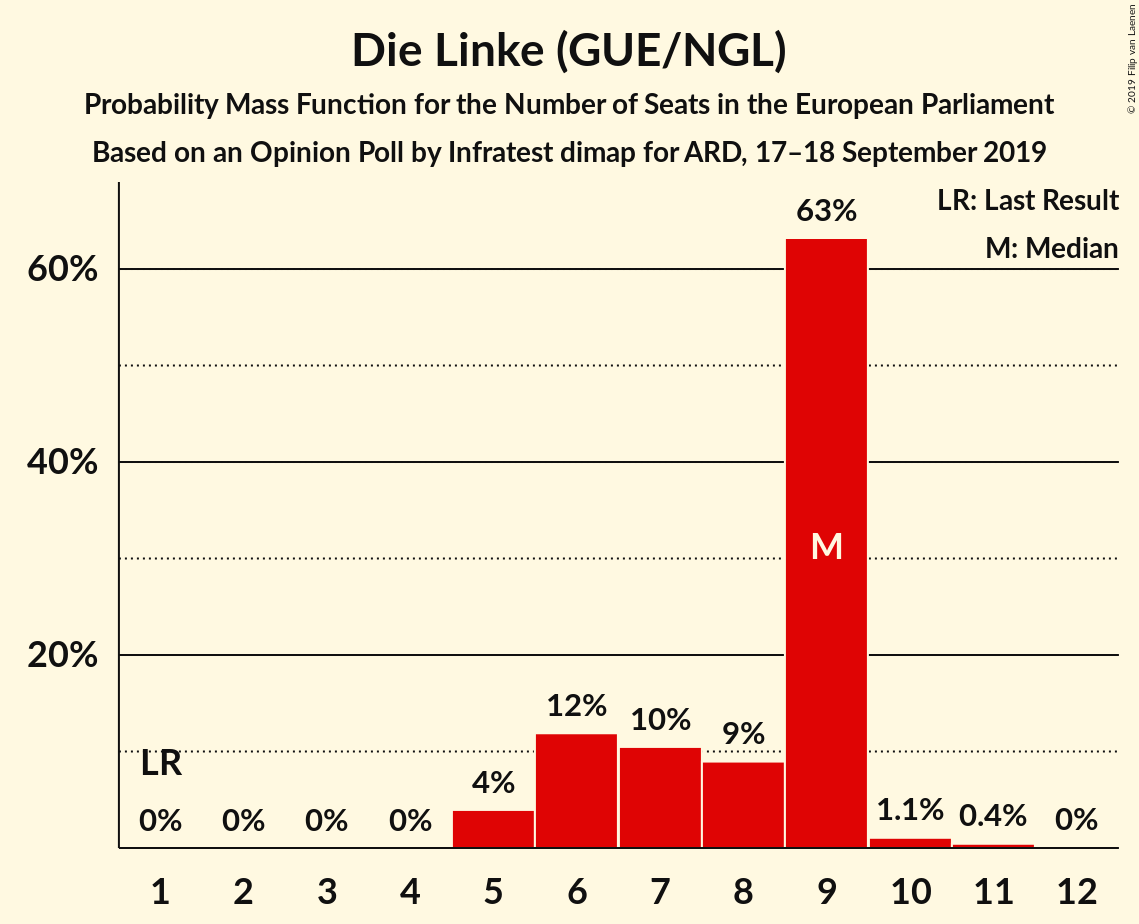 Die Linke (GUE/NGL)
Probability Mass Function for the Number of Seats in the European Parliament
Based on an Opinion Poll by Infratest dimap for ARD, 17–18 September 2019
© 2019 Filip van Laenen
LR: Last Result
M: Median
63%
60%
40%
M
20%
12%
10%
9%
LR
4%
0%
0%
0%
0%
1.1%
0.4%
0%
1 2 3 4 5 6 7 8 9 10 11 12